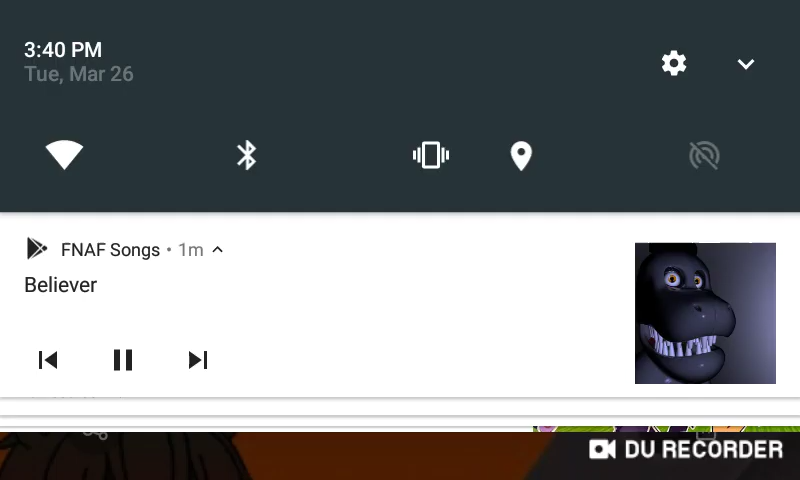 3:40 PM
Tue, Mar 26
FNAF Songs • 1m
Believer
DU RECORDER